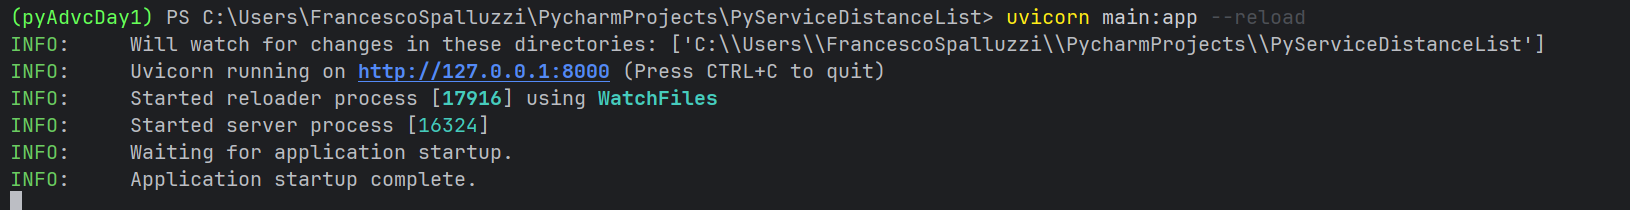 (pyAdvcDay1) PS C:\Users\FrancescoSpalluzzi\PycharmProjects\PyServiceDistanceList> uvicorn main:app --reload
INFO:     Will watch for changes in these directories: ['C:\\Users\\FrancescoSpalluzzi\\PycharmProjects\\PyServiceDistanceList']
INFO:     Uvicorn running on http://127.0.0.1:8000 (Press CTRL+C to quit)
INFO:     Started reloader process [17916] using WatchFiles
INFO:     Started server process [16324]
INFO:     Waiting for application startup.
INFO:     Application startup complete.